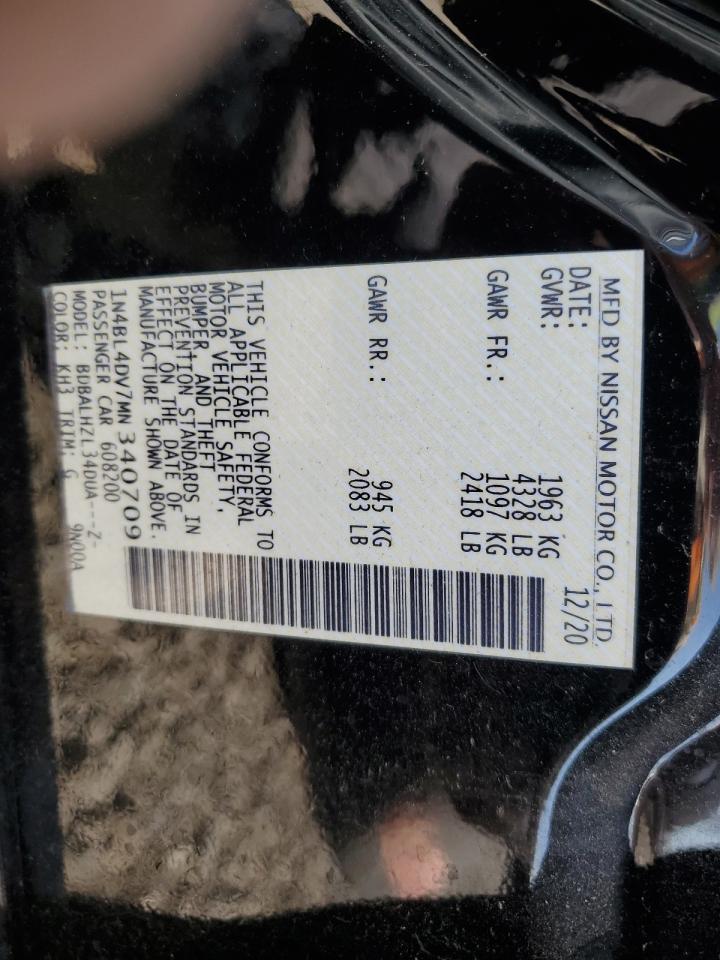 MFD BY NISSAN MOTOR CO., LTD.
DATE: 12/20
GVWR: 1963 KG
4328 LB
GAWR FR.: 1097 KG
2418 LB
GAWR RR.: 945 KG
2083 LB
THIS VEHICLE CONFORMS TO
ALL APPLICABLE FEDERAL
MOTOR VEHICLE SAFETY,
BUMPER, AND THEFT
PREVENTION STANDARDS IN
EFFECT ON THE DATE OF
MANUFACTURE SHOWN ABOVE.
1N4BL4DV7MN340709
PASSENGER CAR 608200
MODEL: BDBALHZL34DUA---Z-
COLOR: KH3 TRIM: G 9N00A